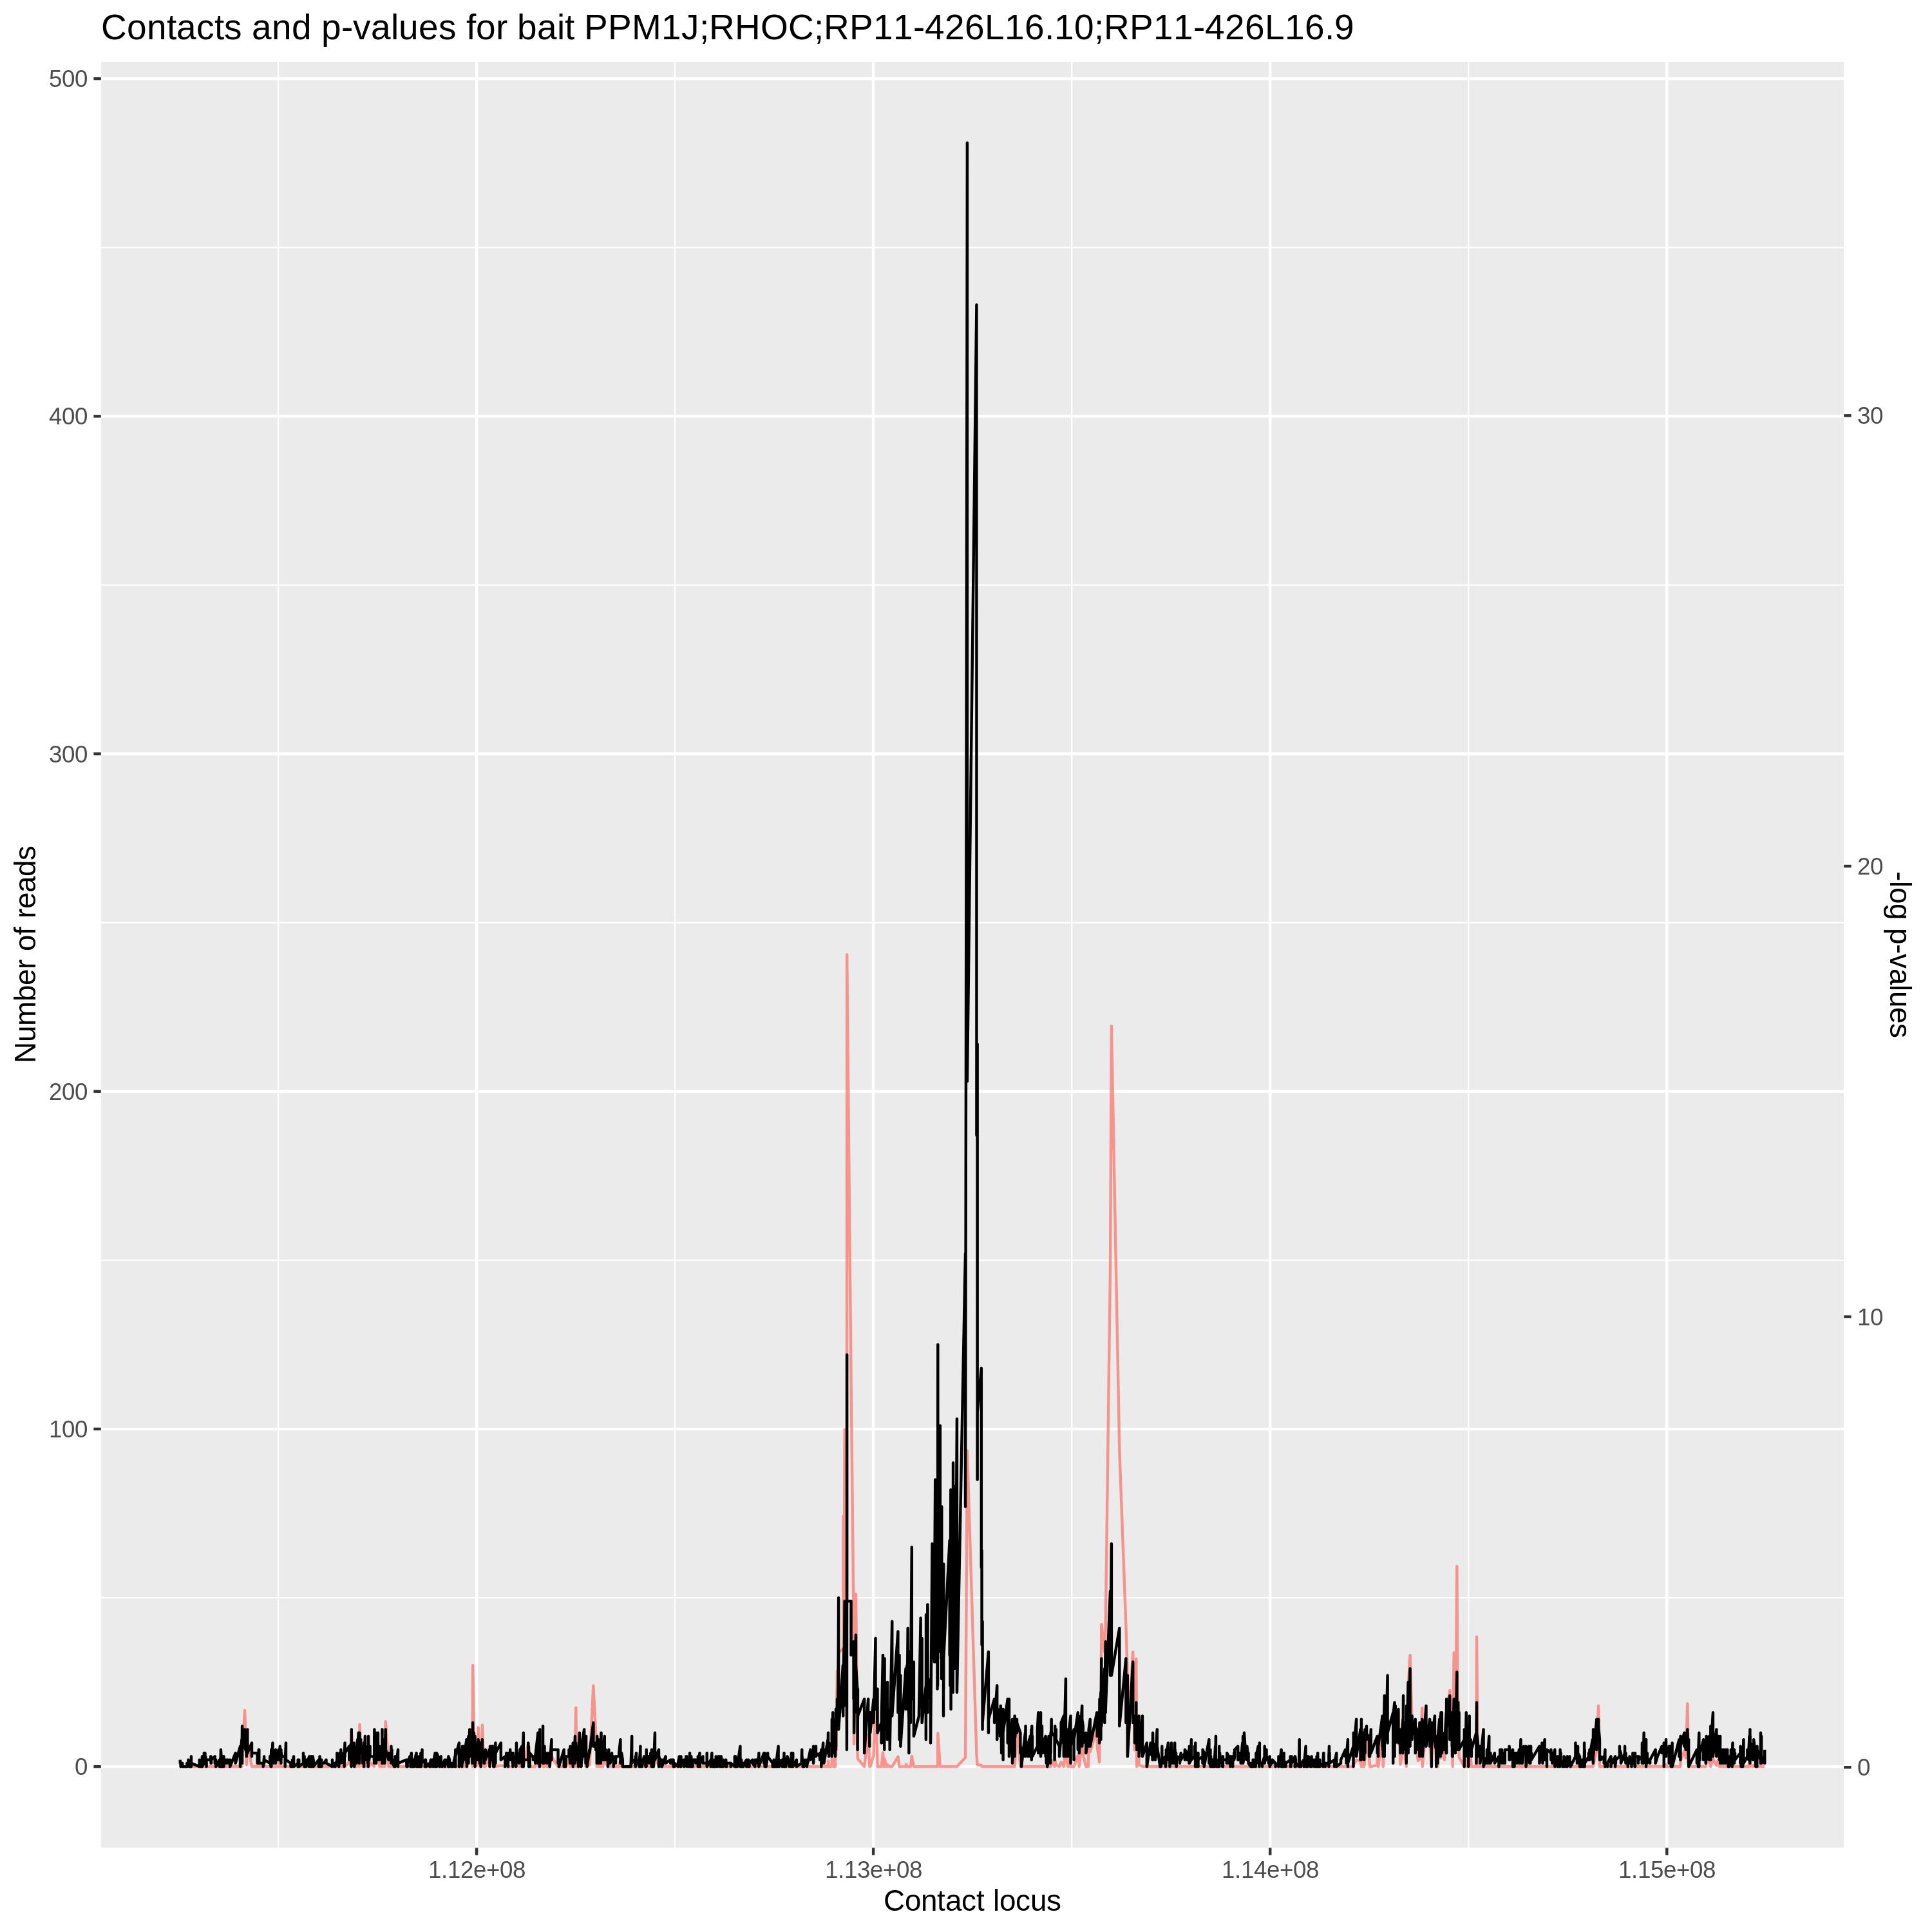 Contacts and p-values for bait PPM1J;RHOC;RP11-426L16.10;RP11-426L16.9
500
400
300
200
100
0
Number of reads
30
20
10
0
-log p-values
1.12e+08
1.13e+08
1.14e+08
1.15e+08
Contact locus